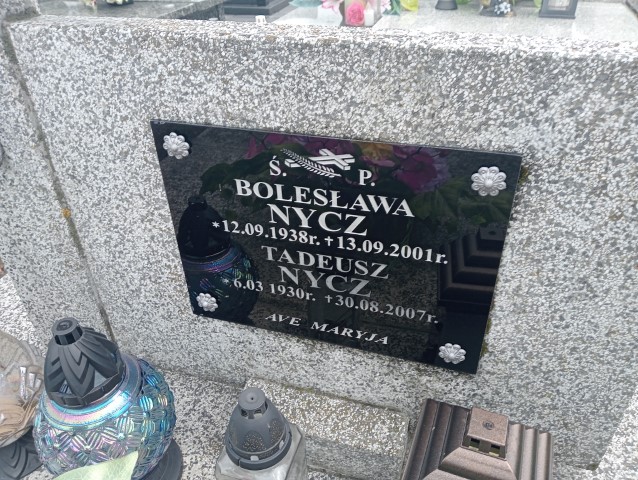 Ś. P.
BOLESŁAWA
NYCZ
*12.09.1938r. †13.09.2001r.
TADEUSZ
NYCZ
6.03 1930r. †30.08.2007r.
AVE MARYJA